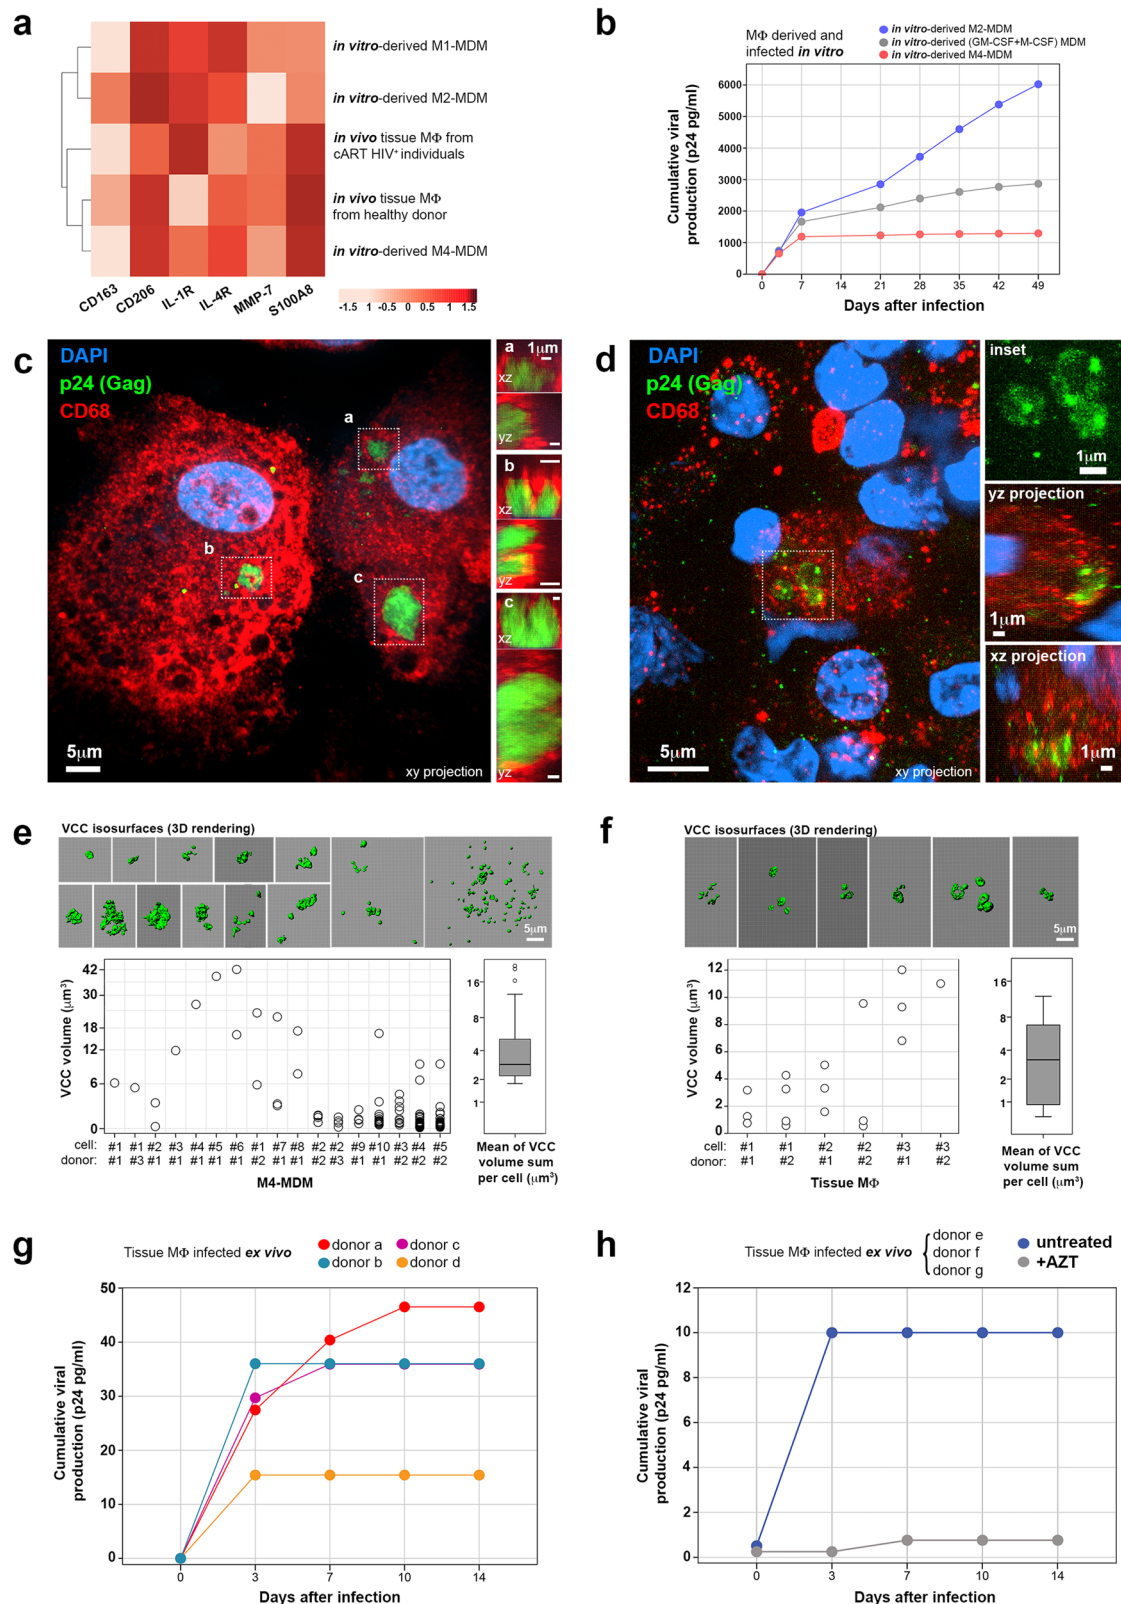 a
in vitro-derived M1-MDM
in vitro-derived M2-MDM
in vivo tissue MΦ from
cART HIV⁺ individuals
in vivo tissue MΦ
from healthy donor
in vitro-derived M4-MDM
CD163 CD206 IL-1R IL-4R MMP-7 S100A8
-1.5 1 -0.5 0 0.5 1 1.5
b
MΦ derived and
infected in vitro
in vitro-derived M2-MDM
in vitro-derived (GM-CSF+M-CSF) MDM
in vitro-derived M4-MDM
Cumulative viral
production (p24 pg/ml)
6000
5000
4000
3000
2000
1000
0
0 7 14 21 28 35 42 49
Days after infection
c
DAPI
p24 (Gag)
CD68
a
b
c
5μm
xy projection
a 1μm
xz
yz
b
xz
yz
c
xz
yz
d
DAPI
p24 (Gag)
CD68
5μm
xy projection
inset
1μm
yz projection
1μm
xz projection
1μm
e
VCC isosurfaces (3D rendering)
5μm
VCC volume (μm³)
42
30
18
12
6
0
cell: #1 #1 #2 #3 #4 #5 #6 #1 #7 #8 #2 #2 #9 #10 #3 #4 #5
donor: #1 #3 #1 #1 #1 #1 #1 #2 #1 #1 #2 #3 #1 #1 #2 #2 #2
M4-MDM
16
8
4
2
1
Mean of VCC
volume sum
per cell (μm³)
f
VCC isosurfaces (3D rendering)
5μm
VCC volume (μm³)
12
10
8
6
4
2
0
cell: #1 #1 #2 #2 #3 #3
donor: #1 #2 #1 #2 #1 #2
Tissue MΦ
16
8
4
2
1
Mean of VCC
volume sum
per cell (μm³)
g
Tissue MΦ infected ex vivo
donor a donor c
donor b donor d
Cumulative viral
production (p24 pg/ml)
50
40
30
20
10
0
0 3 7 10 14
Days after infection
h
Tissue MΦ infected ex vivo
donor e
donor f
donor g
untreated
+AZT
Cumulative viral
production (p24 pg/ml)
12
10
8
6
4
2
0
0 3 7 10 14
Days after infection